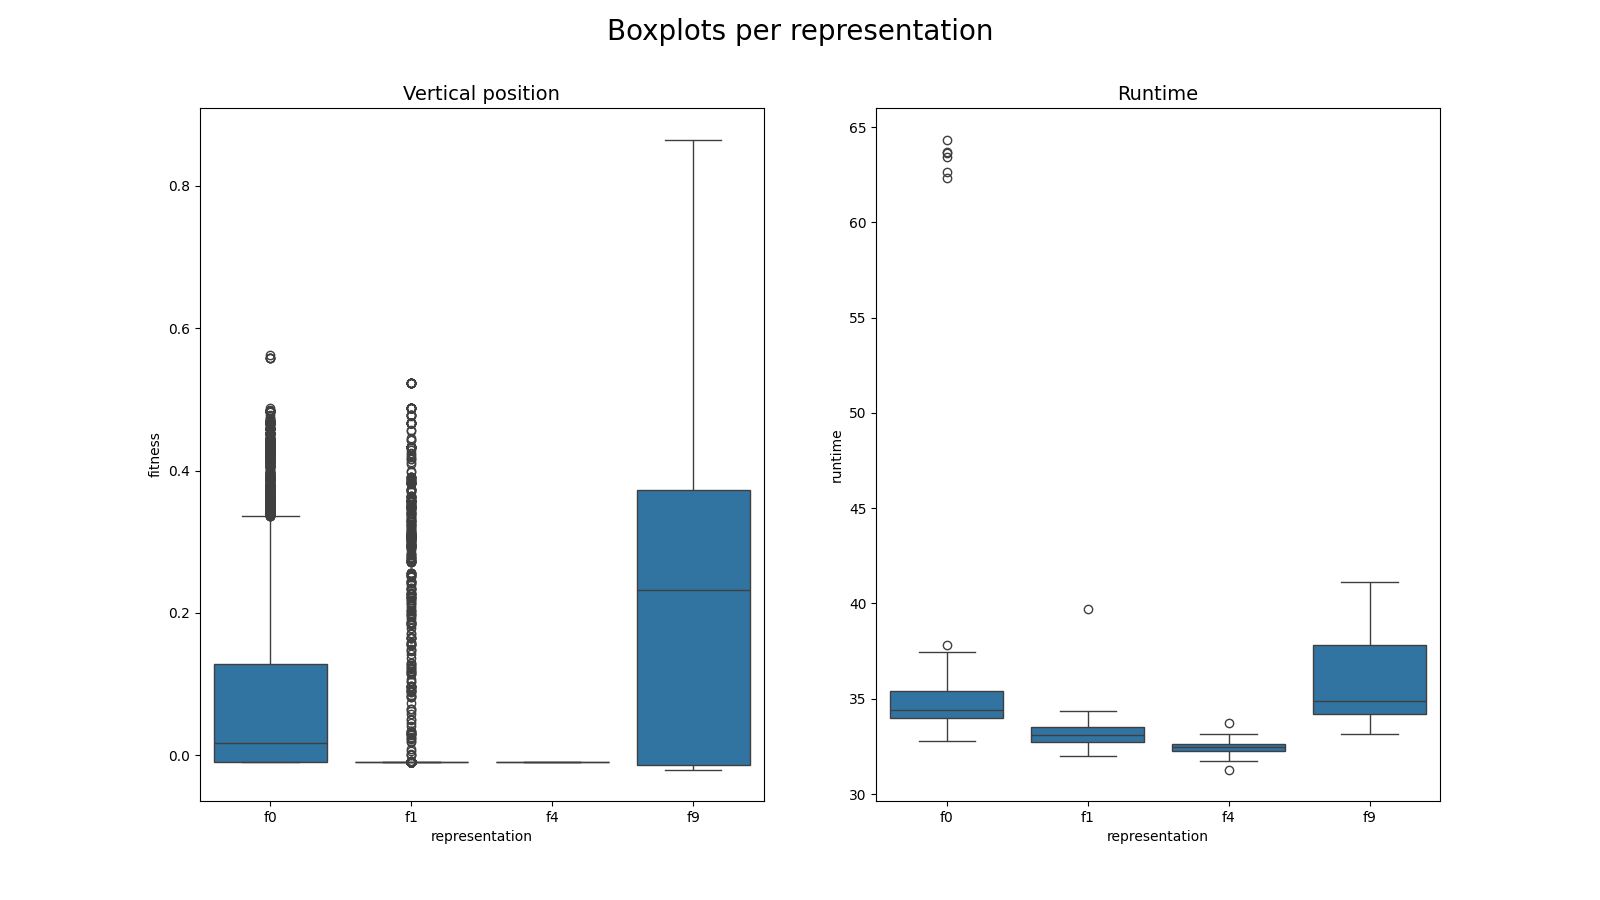 Boxplots per representation
Vertical position
fitness
0.8
0.6
0.4
0.2
0.0
f0 f1 f4 f9
representation
Runtime
runtime
65
60
55
50
45
40
35
30
f0 f1 f4 f9
representation